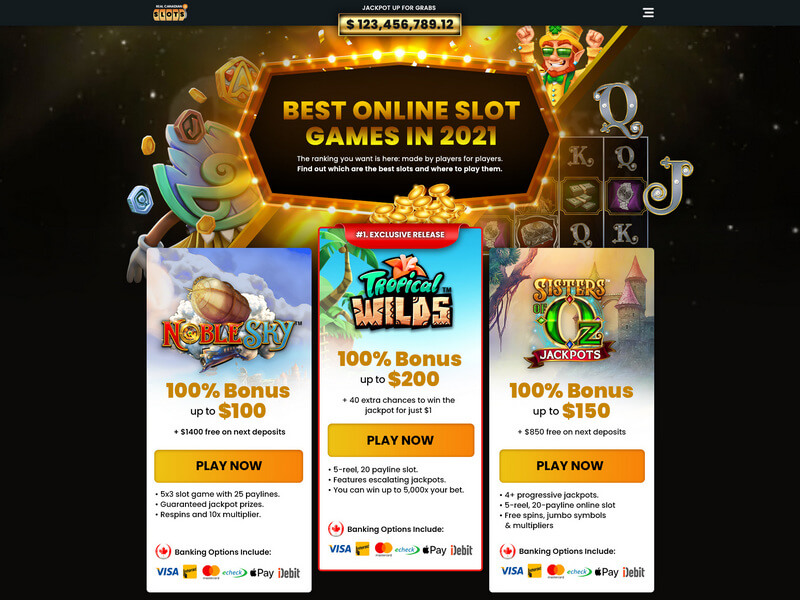 REAL CANADIAN
SLOTS
JACKPOT UP FOR GRABS
$ 123,456,789.12
BEST ONLINE SLOT
GAMES IN 2021
The ranking you want is here: made by players for players.
Find out which are the best slots and where to play them.
A
J
Q
J
K
Q
Q
K
NOBLE SKY™
100% Bonus
up to $100
+ $1400 free on next deposits
PLAY NOW
• 5x3 slot game with 25 paylines.
• Guaranteed jackpot prizes.
• Respins and 10x multiplier.
Banking Options Include:
VISA
mastercard
echeck
Pay
iDebit
#1. EXCLUSIVE RELEASE
Tropical
WILDS™
100% Bonus
up to $200
+ 40 extra chances to win the
jackpot for just $1
PLAY NOW
• 5-reel, 20 payline slot.
• Features escalating jackpots.
• You can win up to 5,000x your bet.
Banking Options Include:
VISA
mastercard
echeck
Pay
iDebit
SISTERS™
OF OZ
JACKPOTS
100% Bonus
up to $150
+ $850 free on next deposits
PLAY NOW
• 4+ progressive jackpots.
• 5-reel, 20-payline online slot
• Free spins, jumbo symbols
& multipliers
Banking Options Include:
VISA
mastercard
echeck
Pay
iDebit